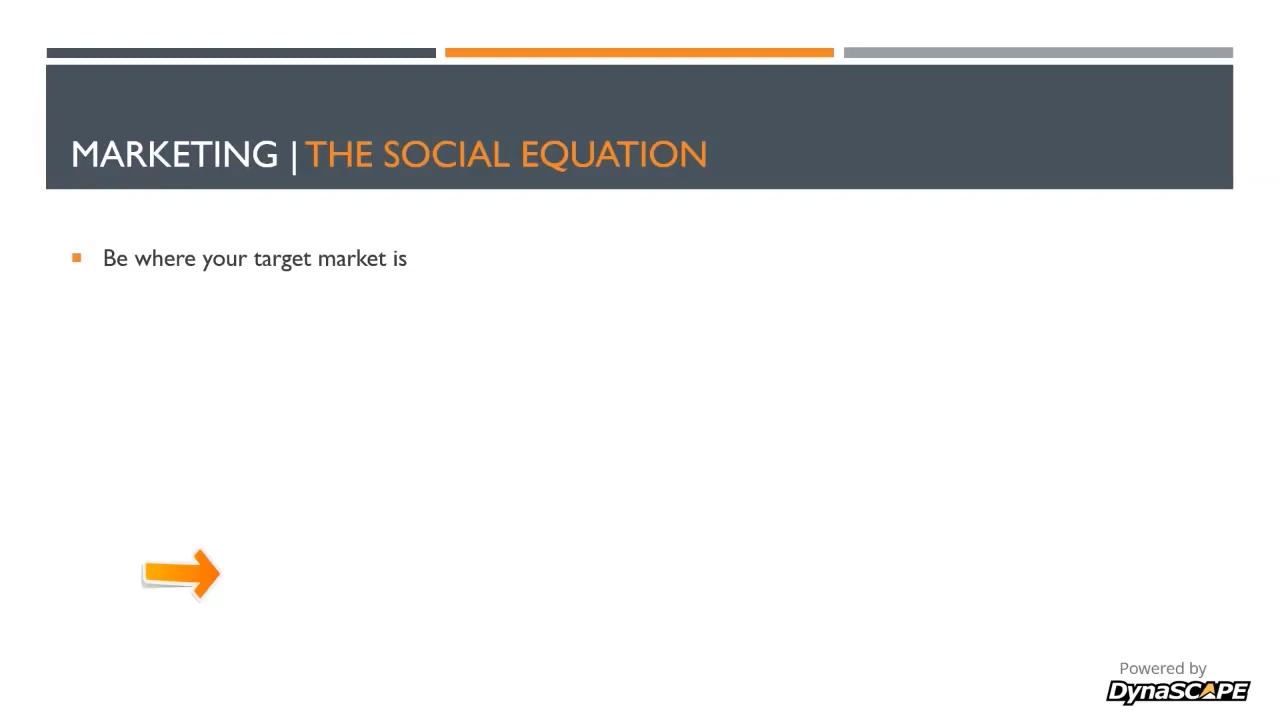 MARKETING | THE SOCIAL EQUATION
Be where your target market is
Powered by
DynaSCAPE